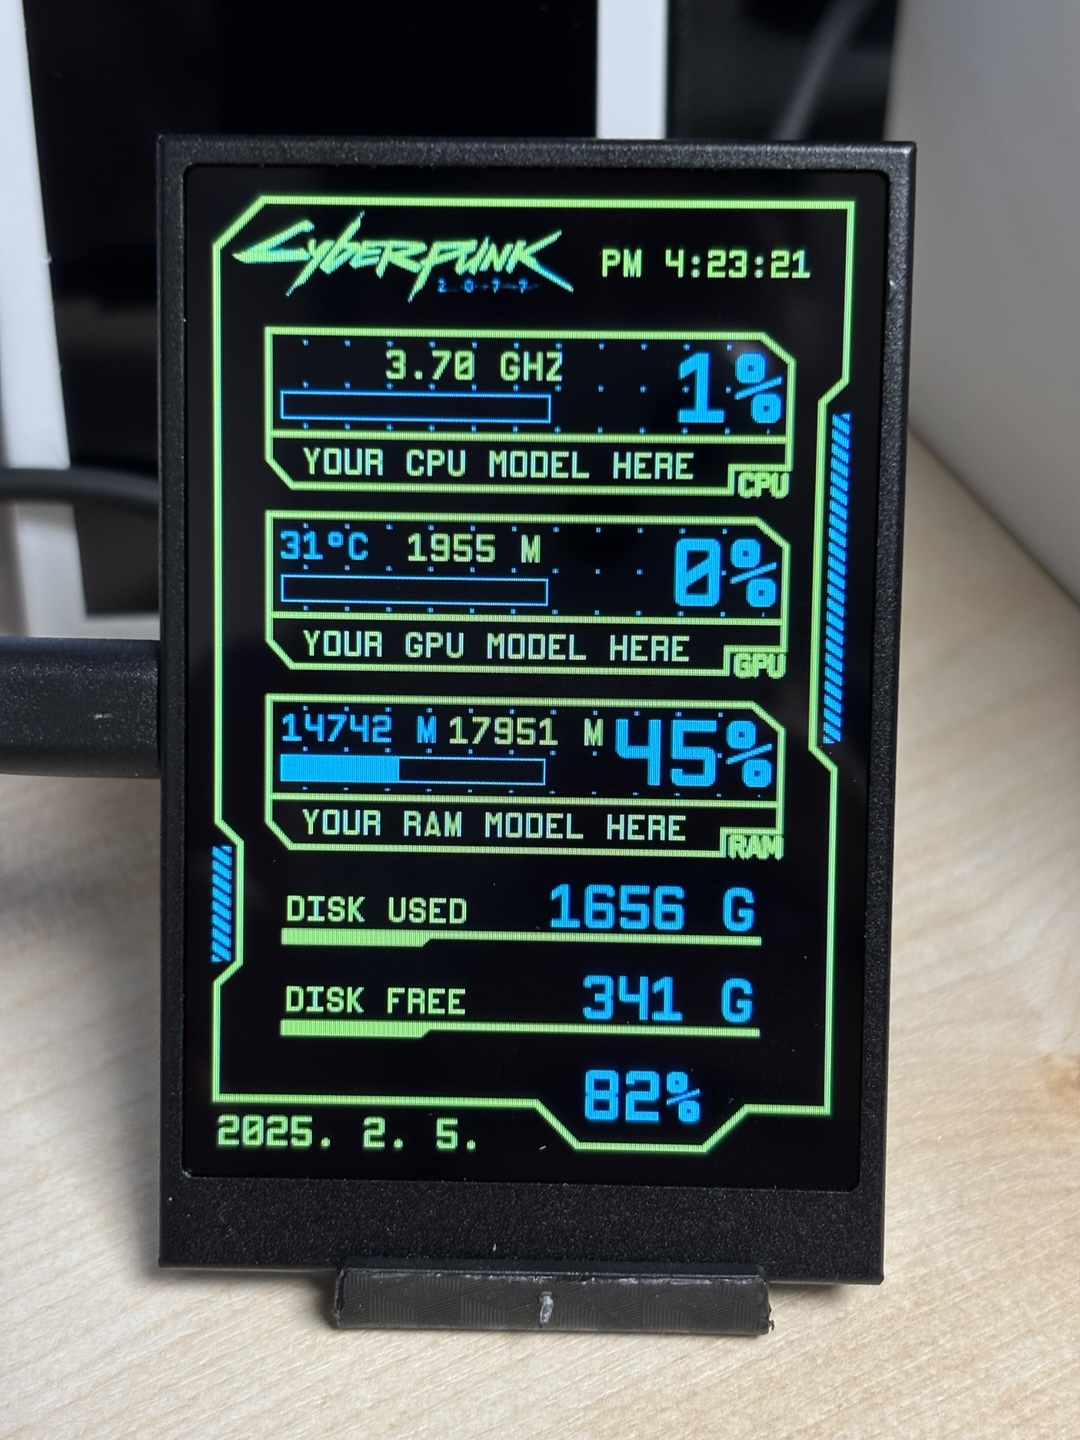 Cyberpunk
2077
PM 4:23:21
3.70 GHZ
1%
YOUR CPU MODEL HERE
CPU
31°C 1955 M
0%
YOUR GPU MODEL HERE
GPU
14742 M 17951 M 45%
YOUR RAM MODEL HERE
RAM
DISK USED 1656 G
DISK FREE 341 G
82%
2025. 2. 5.